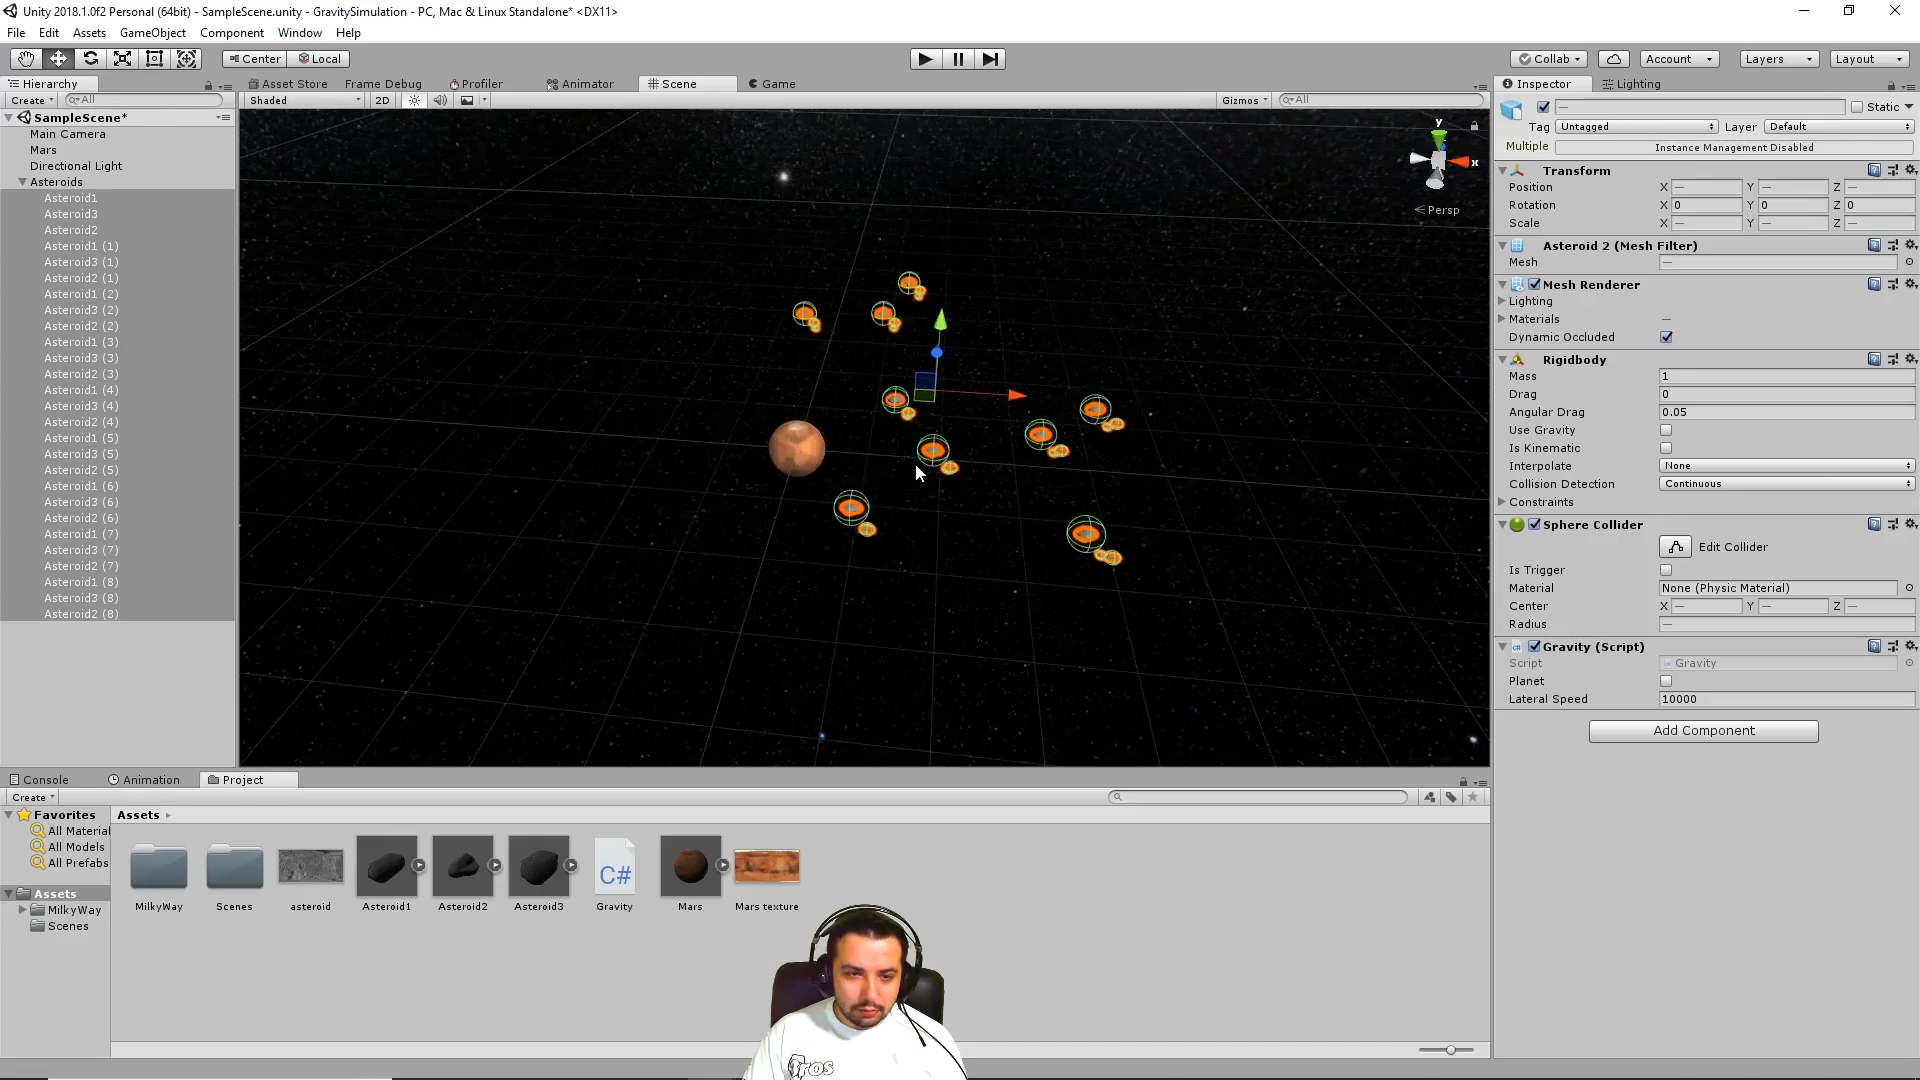 Unity 2018.1.0f2 Personal (64bit) - SampleScene.unity - GravitySimulation - PC, Mac & Linux Standalone* <DX11>
File Edit Assets GameObject Component Window Help
Center Local Collab Account Layers Layout
Hierarchy Asset Store Frame Debug Profiler Animator Scene Game Inspector Lighting
Create All Shaded 2D Gizmos All
SampleScene*
Main Camera
Mars
Directional Light
Asteroids
Asteroid1
Asteroid3
Asteroid2
Asteroid1 (1)
Asteroid3 (1)
Asteroid2 (1)
Asteroid1 (2)
Asteroid3 (2)
Asteroid2 (2)
Asteroid1 (3)
Asteroid3 (3)
Asteroid2 (3)
Asteroid1 (4)
Asteroid3 (4)
Asteroid2 (4)
Asteroid1 (5)
Asteroid3 (5)
Asteroid2 (5)
Asteroid1 (6)
Asteroid3 (6)
Asteroid2 (6)
Asteroid1 (7)
Asteroid3 (7)
Asteroid2 (7)
Asteroid1 (8)
Asteroid3 (8)
Asteroid2 (8)
y
x
Persp
Static
Tag Untagged Layer Default
Multiple Instance Management Disabled
Transform
Position X — Y — Z —
Rotation X 0 Y 0 Z 0
Scale X — Y — Z —
Asteroid 2 (Mesh Filter)
Mesh —
Mesh Renderer
Lighting
Materials —
Dynamic Occluded
Rigidbody
Mass 1
Drag 0
Angular Drag 0.05
Use Gravity
Is Kinematic
Interpolate None
Collision Detection Continuous
Constraints
Sphere Collider
Edit Collider
Is Trigger
Material None (Physic Material)
Center X — Y — Z —
Radius —
Gravity (Script)
Script Gravity
Planet
Lateral Speed 10000
Add Component
Console Animation Project
Create
Favorites
All Material
All Models
All Prefabs
Assets
MilkyWay
Scenes
Assets
C#
MilkyWay Scenes asteroid Asteroid1 Asteroid2 Asteroid3 Gravity Mars Mars texture